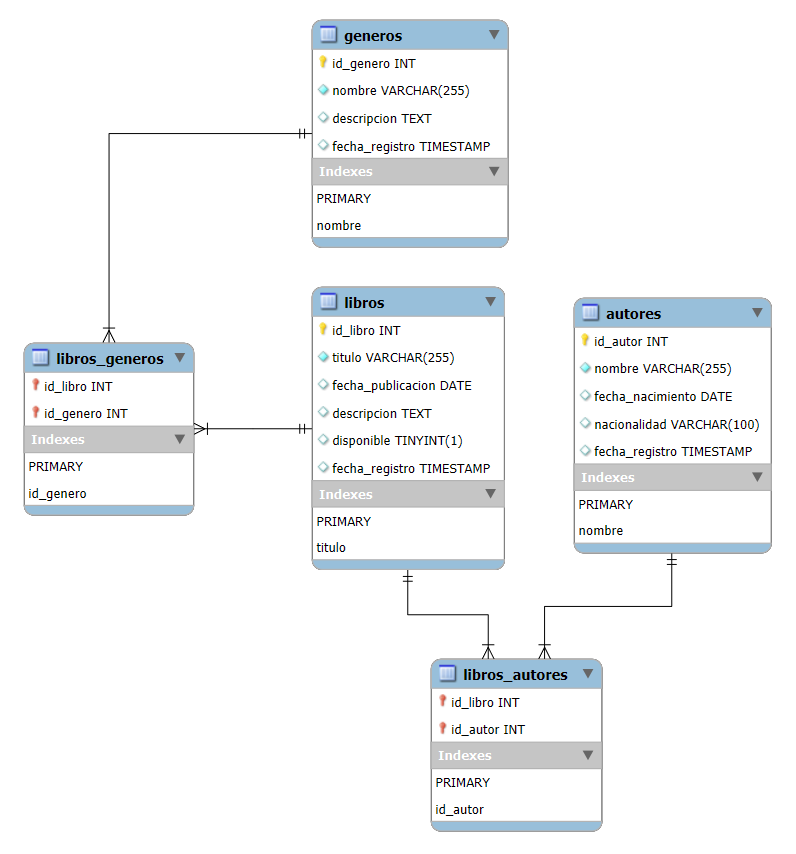 generos
id_genero INT
nombre VARCHAR(255)
descripcion TEXT
fecha_registro TIMESTAMP
Indexes
PRIMARY
nombre
libros
id_libro INT
titulo VARCHAR(255)
fecha_publicacion DATE
descripcion TEXT
disponible TINYINT(1)
fecha_registro TIMESTAMP
Indexes
PRIMARY
titulo
autores
id_autor INT
nombre VARCHAR(255)
fecha_nacimiento DATE
nacionalidad VARCHAR(100)
fecha_registro TIMESTAMP
Indexes
PRIMARY
nombre
libros_generos
id_libro INT
id_genero INT
Indexes
PRIMARY
id_genero
libros_autores
id_libro INT
id_autor INT
Indexes
PRIMARY
id_autor